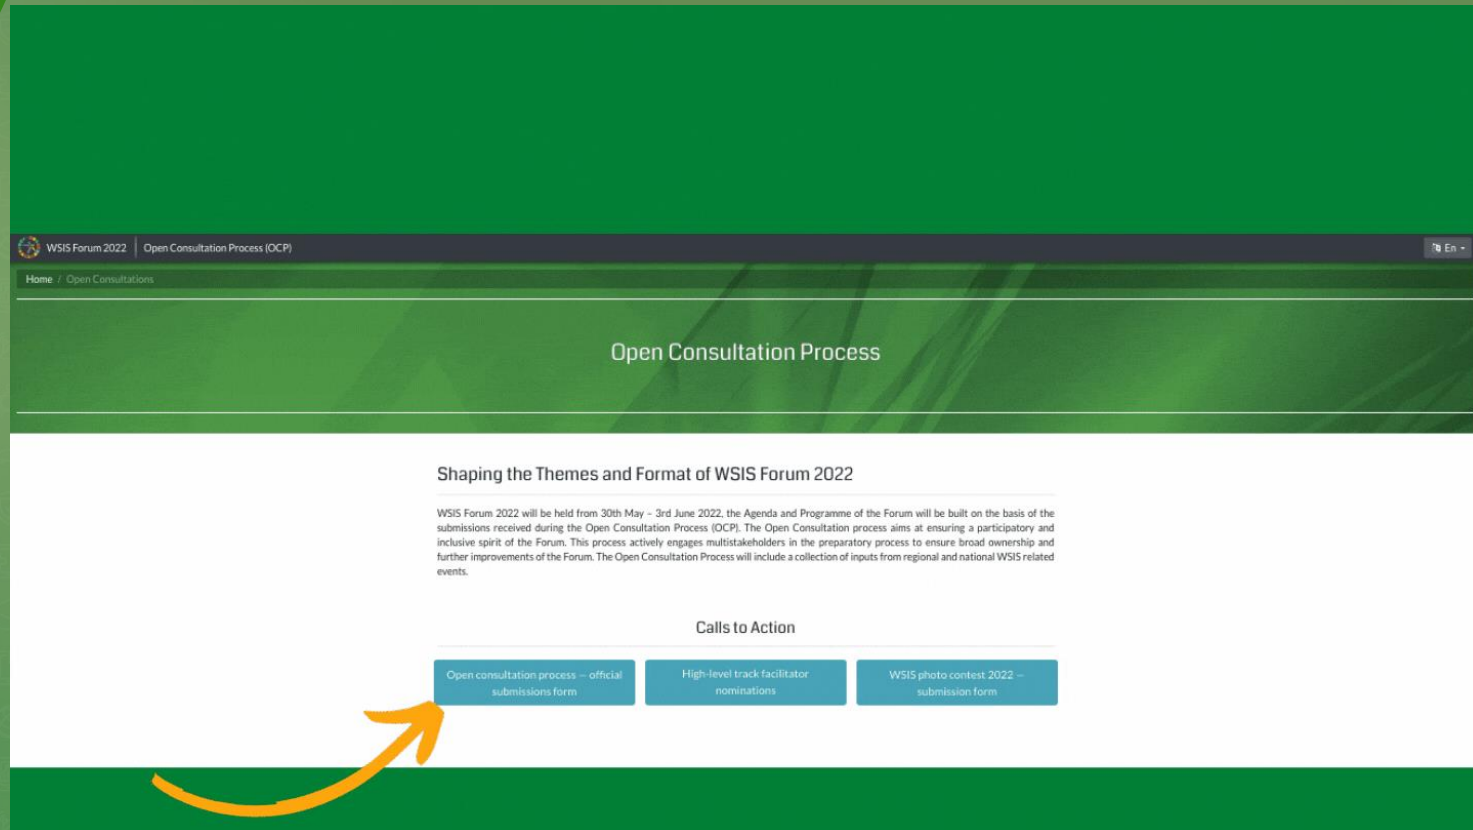 WSIS Forum 2022 | Open Consultation Process (OCP)
En
Home / Open Consultations
Open Consultation Process
Shaping the Themes and Format of WSIS Forum 2022
WSIS Forum 2022 will be held from 30th May – 3rd June 2022, the Agenda and Programme of the Forum will be built on the basis of the
submissions received during the Open Consultation Process (OCP). The Open Consultation process aims at ensuring a participatory and
inclusive spirit of the Forum. This process actively engages multistakeholders in the preparatory process to ensure broad ownership and
further improvements of the Forum. The Open Consultation Process will include a collection of inputs from regional and national WSIS related
events.
Calls to Action
Open consultation process – official
submissions form
High-level track facilitator
nominations
WSIS photo contest 2022 –
submission form